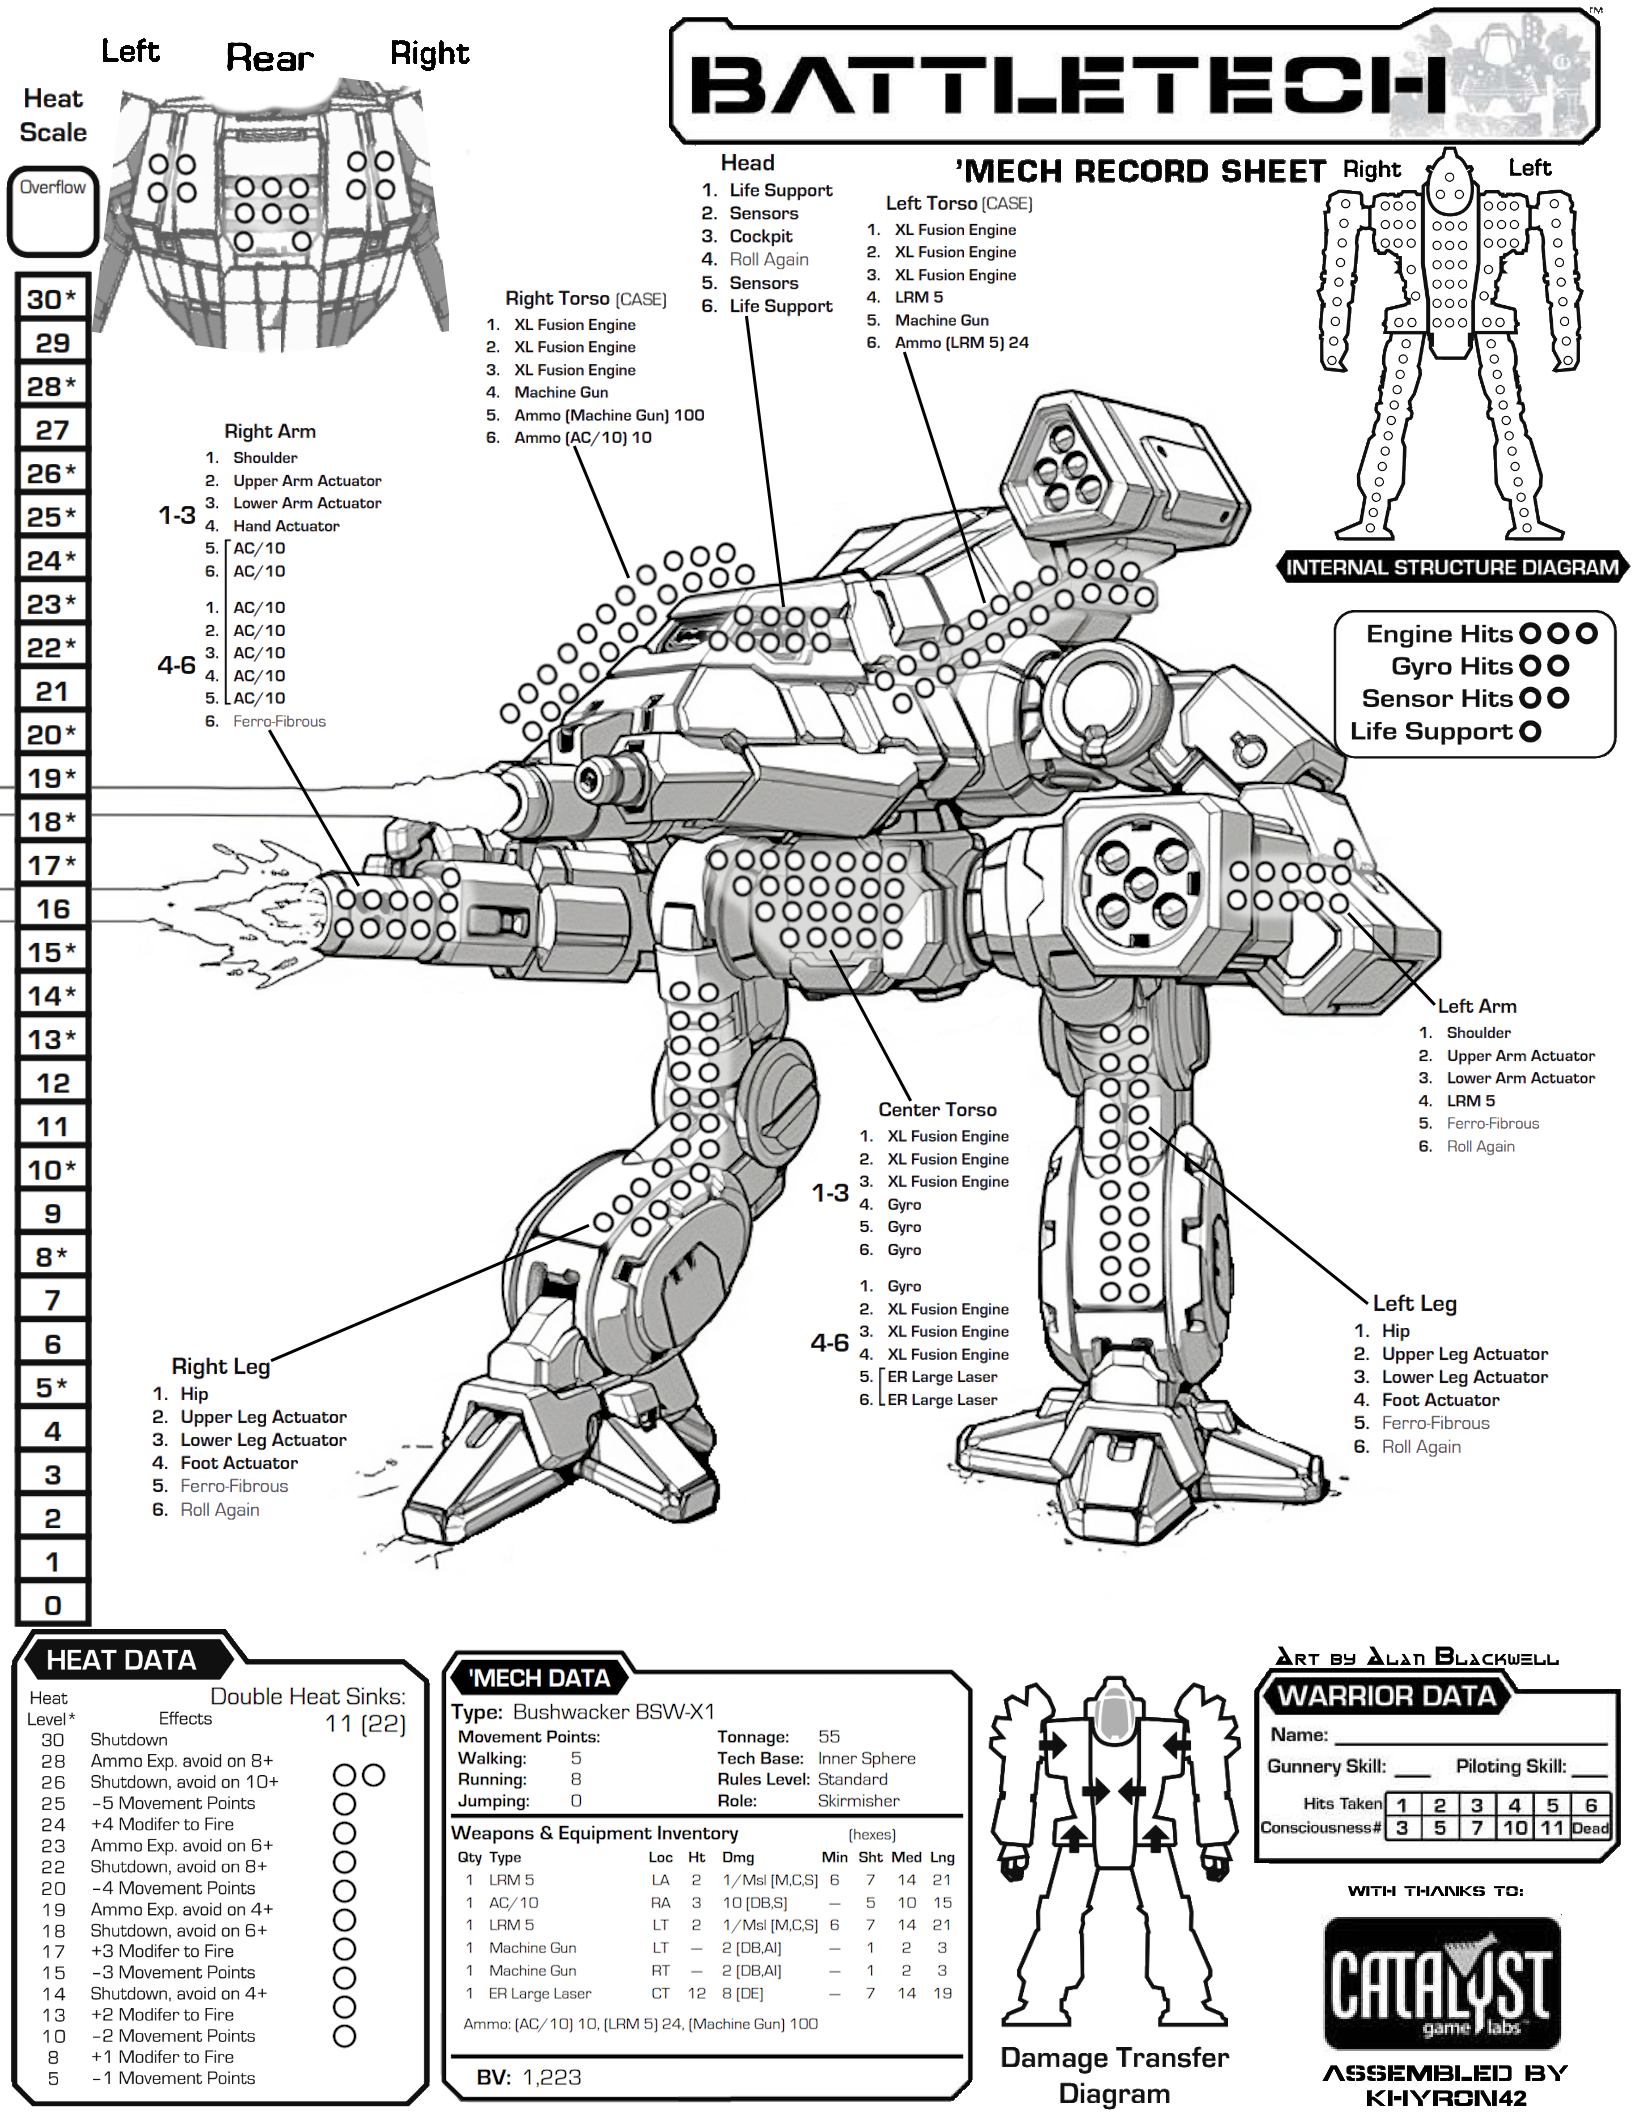 Left Rear Right
BATTLETECH™
'MECH RECORD SHEET
Heat
Scale
Overflow
30*
29
28*
27
26*
25*
24*
23*
22*
21
20*
19*
18*
17*
16
15*
14*
13*
12
11
10*
9
8*
7
6
5*
4
3
2
1
0
Head
1. Life Support
2. Sensors
3. Cockpit
4. Roll Again
5. Sensors
6. Life Support
Left Torso (CASE)
1. XL Fusion Engine
2. XL Fusion Engine
3. XL Fusion Engine
4. LRM 5
5. Machine Gun
6. Ammo (LRM 5) 24
Right Torso (CASE)
1. XL Fusion Engine
2. XL Fusion Engine
3. XL Fusion Engine
4. Machine Gun
5. Ammo (Machine Gun) 100
6. Ammo (AC/10) 10
Right Left
INTERNAL STRUCTURE DIAGRAM
Engine Hits
Gyro Hits
Sensor Hits
Life Support
Right Arm
1. Shoulder
2. Upper Arm Actuator
1-3 3. Lower Arm Actuator
4. Hand Actuator
5. AC/10
6. AC/10
1. AC/10
2. AC/10
4-6 3. AC/10
4. AC/10
5. AC/10
6. Ferro-Fibrous
Left Arm
1. Shoulder
2. Upper Arm Actuator
3. Lower Arm Actuator
4. LRM 5
5. Ferro-Fibrous
6. Roll Again
Center Torso
1. XL Fusion Engine
2. XL Fusion Engine
1-3 3. XL Fusion Engine
4. Gyro
5. Gyro
6. Gyro
1. Gyro
2. XL Fusion Engine
4-6 3. XL Fusion Engine
4. XL Fusion Engine
5. ER Large Laser
6. ER Large Laser
Left Leg
1. Hip
2. Upper Leg Actuator
3. Lower Leg Actuator
4. Foot Actuator
5. Ferro-Fibrous
6. Roll Again
Right Leg
1. Hip
2. Upper Leg Actuator
3. Lower Leg Actuator
4. Foot Actuator
5. Ferro-Fibrous
6. Roll Again
HEAT DATA
Heat
Level* Effects
Double Heat Sinks:
11 (22)
30 Shutdown
28 Ammo Exp. avoid on 8+
26 Shutdown, avoid on 10+
25 –5 Movement Points
24 +4 Modifer to Fire
23 Ammo Exp. avoid on 6+
22 Shutdown, avoid on 8+
20 –4 Movement Points
19 Ammo Exp. avoid on 4+
18 Shutdown, avoid on 6+
17 +3 Modifer to Fire
15 –3 Movement Points
14 Shutdown, avoid on 4+
13 +2 Modifer to Fire
10 –2 Movement Points
8 +1 Modifer to Fire
5 –1 Movement Points
'MECH DATA
Type: Bushwacker BSW-X1
Movement Points: Tonnage: 55
Walking: 5 Tech Base: Inner Sphere
Running: 8 Rules Level: Standard
Jumping: 0 Role: Skirmisher
Weapons & Equipment Inventory (hexes)
Qty Type Loc Ht Dmg Min Sht Med Lng
1 LRM 5 LA 2 1/Msl [M,C,S] 6 7 14 21
1 AC/10 RA 3 10 [DB,S] — 5 10 15
1 LRM 5 LT 2 1/Msl [M,C,S] 6 7 14 21
1 Machine Gun LT — 2 [DB,AI] — 1 2 3
1 Machine Gun RT — 2 [DB,AI] — 1 2 3
1 ER Large Laser CT 12 8 [DE] — 7 14 19
Ammo: (AC/10) 10, (LRM 5) 24, (Machine Gun) 100
BV: 1,223
Damage Transfer
Diagram
Art by Alan Blackwell
WARRIOR DATA
Name:
Gunnery Skill: Piloting Skill:
Hits Taken 1 2 3 4 5 6
Consciousness# 3 5 7 10 11 Dead
WITH THANKS TO:
CATALYST
game labs™
ASSEMBLED BY
KHYRON42